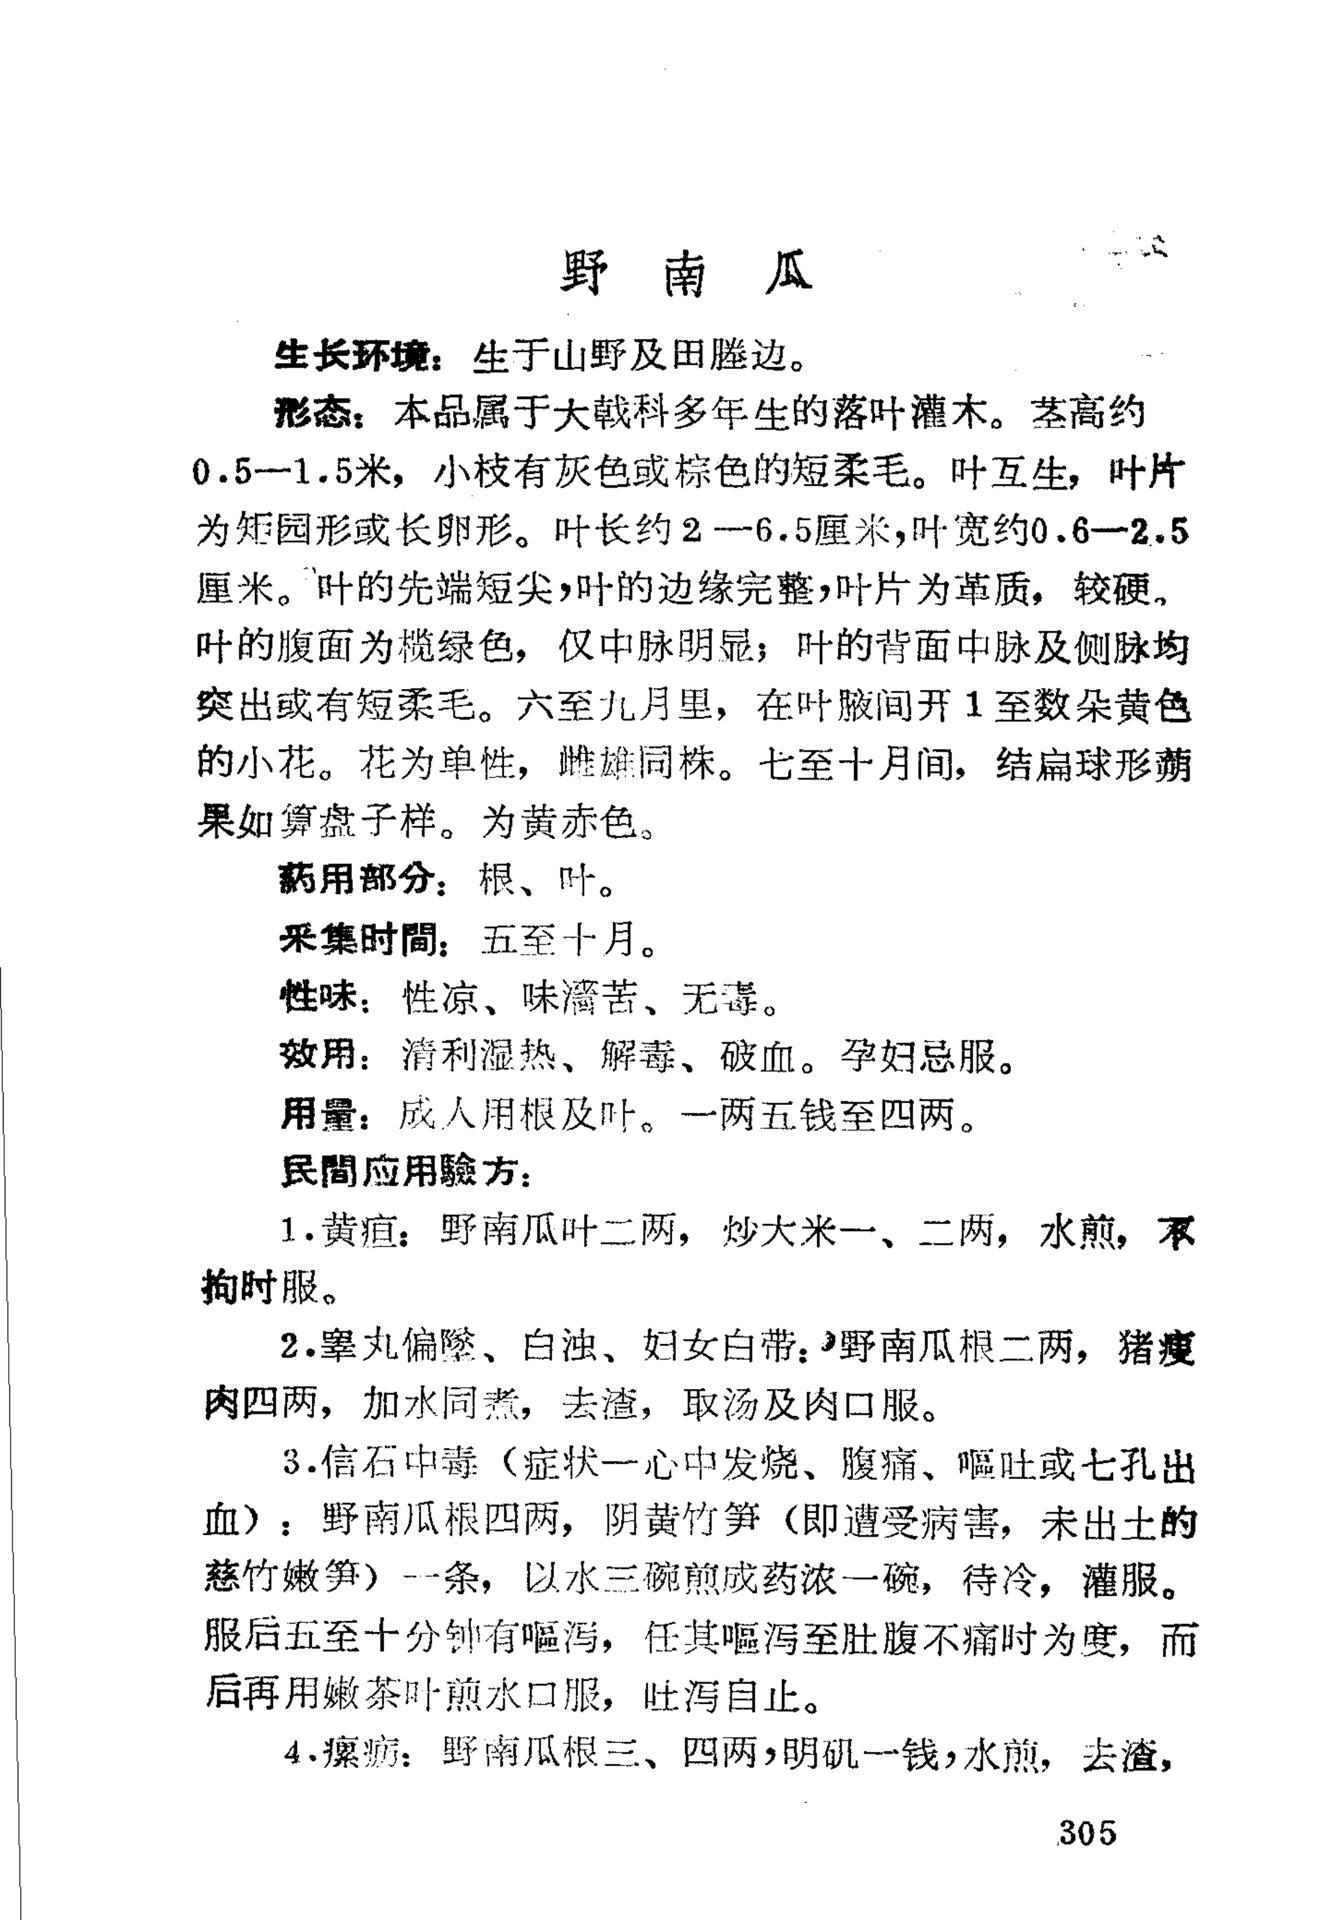 野南瓜
生长环境：生于山野及田塍边。
形态：本品属于大戟科多年生的落叶灌木。茎高约
0.5—1.5米，小枝有灰色或棕色的短柔毛。叶互生，叶片
为矩园形或长卵形。叶长约2—6.5厘米，叶宽约0.6—2.5
厘米。叶的先端短尖，叶的边缘完整，叶片为革质，较硬。
叶的腹面为榄绿色，仅中脉明显；叶的背面中脉及侧脉均
突出或有短柔毛。六至九月里，在叶腋间开1至数朵黄色
的小花。花为单性，雌雄同株。七至十月间，结扁球形蒴
果如算盘子样。为黄赤色。
药用部分：根、叶。
采集时間：五至十月。
性味：性凉、味濇苦、无毒。
效用：清利湿热、解毒、破血。孕妇忌服。
用量：成人用根及叶。一两五钱至四两。
民間应用驗方：
1.黄疸：野南瓜叶二两，炒大米一、二两，水煎，不
拘时服。
2.睾丸偏墜、白浊、妇女白带：野南瓜根二两，猪瘦
肉四两，加水同煮，去渣，取汤及肉口服。
3.信石中毒（症状—心中发烧、腹痛、嘔吐或七孔出
血）：野南瓜根四两，阴黄竹笋（即遭受病害，未出土的
慈竹嫩笋）一条，以水三碗煎成药浓一碗，待冷，灌服。
服后五至十分钟有嘔泻，任其嘔泻至肚腹不痛时为度，而
后再用嫩茶叶煎水口服，吐泻自止。
4.瘰疬：野南瓜根三、四两，明矾一钱，水煎，去渣，
305